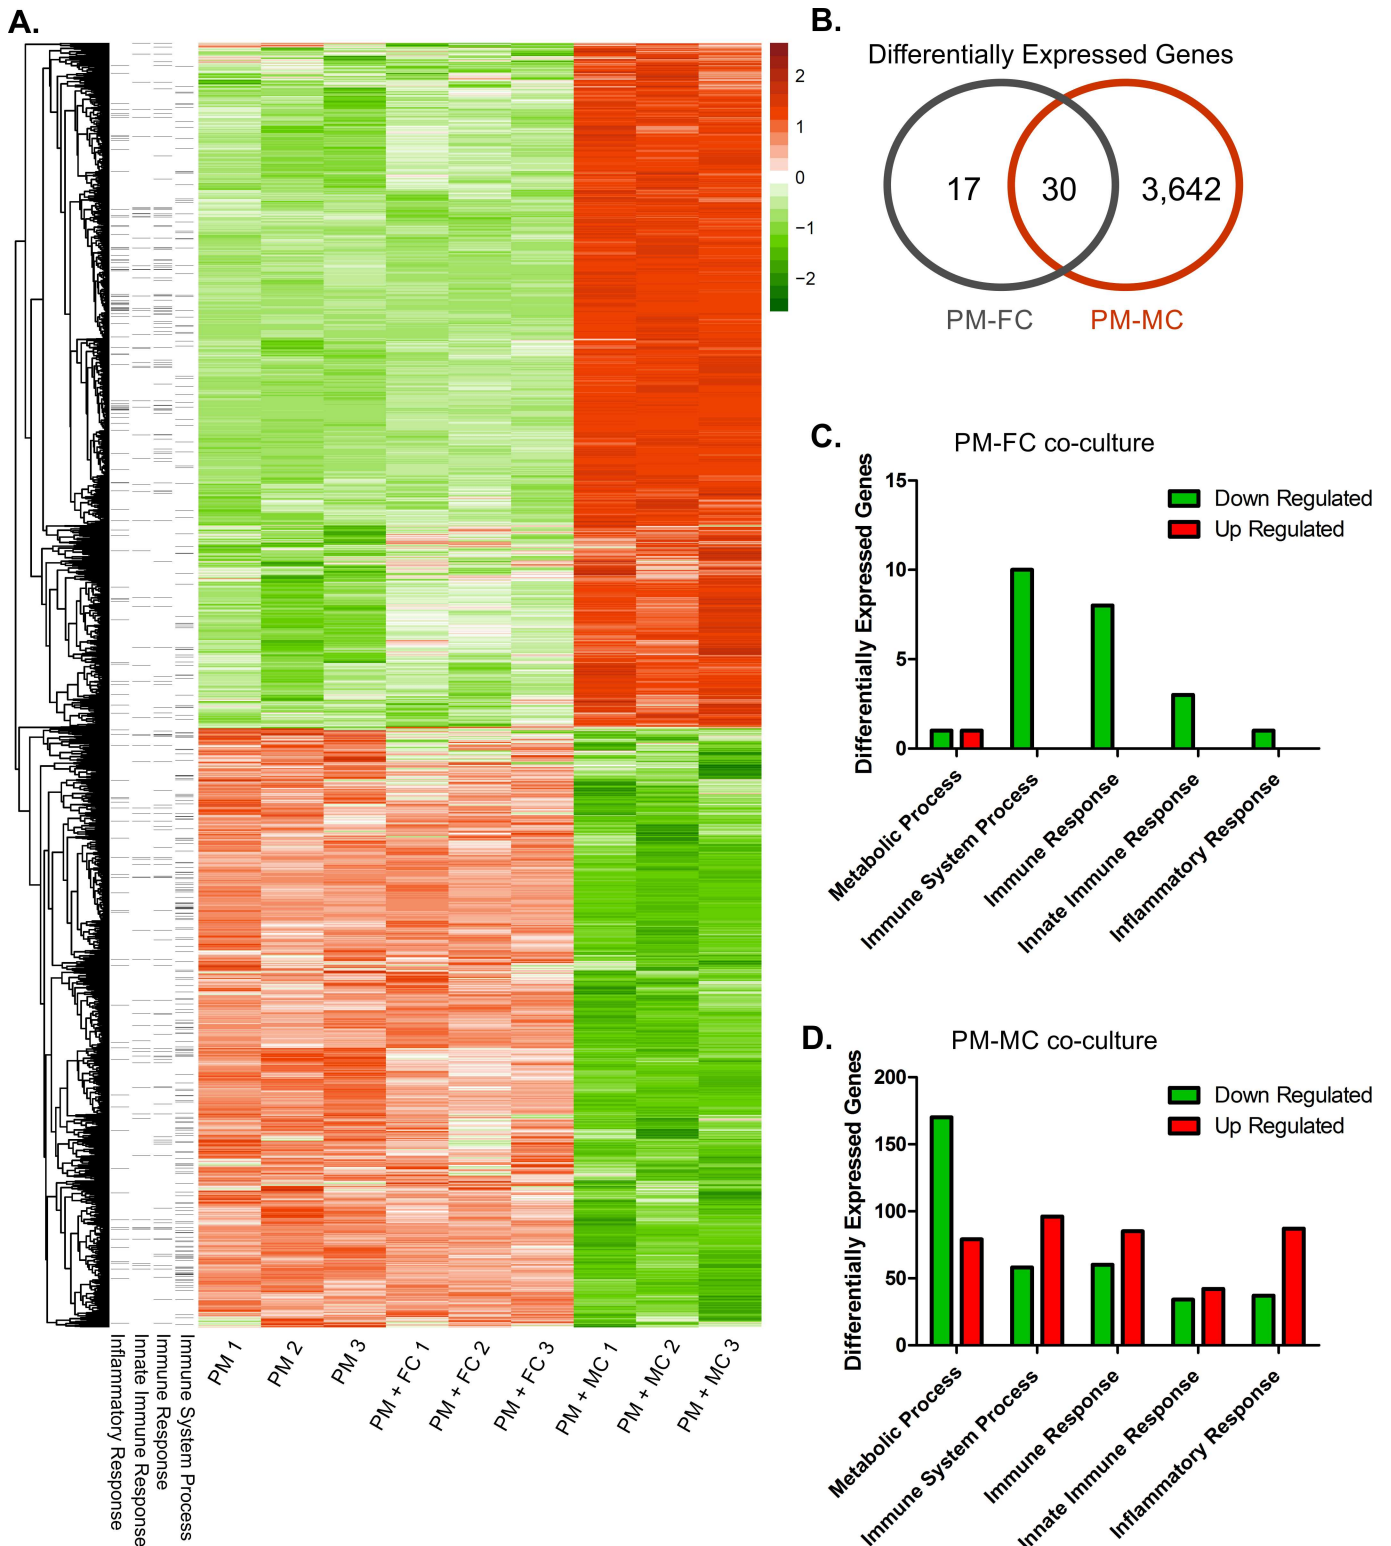 A.
2
1
0
−1
−2
Inflammatory Response
Innate Immune Response
Immune Response
Immune System Process
PM 1
PM 2
PM 3
PM + FC 1
PM + FC 2
PM + FC 3
PM + MC 1
PM + MC 2
PM + MC 3
B.
Differentially Expressed Genes
17
30
3,642
PM-FC
PM-MC
C.
PM-FC co-culture
Differentially Expressed Genes
15
10
5
0
Down Regulated
Up Regulated
Metabolic Process
Immune System Process
Immune Response
Innate Immune Response
Inflammatory Response
D.
PM-MC co-culture
Differentially Expressed Genes
200
150
100
50
0
Down Regulated
Up Regulated
Metabolic Process
Immune System Process
Immune Response
Innate Immune Response
Inflammatory Response